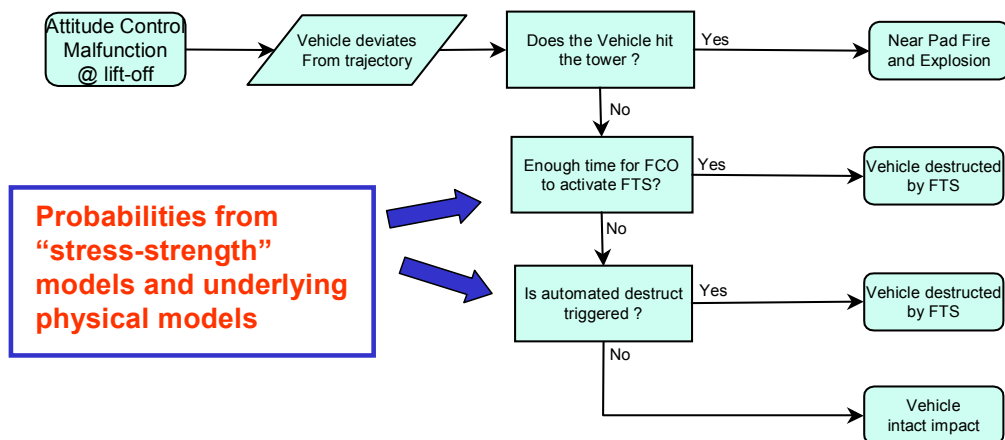 Attitude Control
Malfunction
@ lift-off
Vehicle deviates
From trajectory
Does the Vehicle hit
the tower ?
Yes
Near Pad Fire
and Explosion
No
Enough time for FCO
to activate FTS?
Yes
Vehicle destructed
by FTS
No
Probabilities from
“stress-strength”
models and underlying
physical models
Is automated destruct
triggered ?
Yes
Vehicle destructed
by FTS
No
Vehicle
intact impact